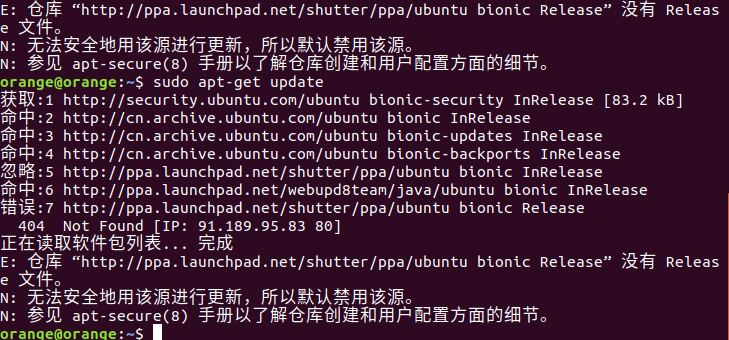 E: 仓库 “http://ppa.launchpad.net/shutter/ppa/ubuntu bionic Release” 没有 Releas
e 文件。
N: 无法安全地用该源进行更新，所以默认禁用该源。
N: 参见 apt-secure(8) 手册以了解仓库创建和用户配置方面的细节。
orange@orange:~$ sudo apt-get update
获取:1 http://security.ubuntu.com/ubuntu bionic-security InRelease [83.2 kB]
命中:2 http://cn.archive.ubuntu.com/ubuntu bionic InRelease
命中:3 http://cn.archive.ubuntu.com/ubuntu bionic-updates InRelease
命中:4 http://cn.archive.ubuntu.com/ubuntu bionic-backports InRelease
忽略:5 http://ppa.launchpad.net/shutter/ppa/ubuntu bionic InRelease
命中:6 http://ppa.launchpad.net/webupd8team/java/ubuntu bionic InRelease
错误:7 http://ppa.launchpad.net/shutter/ppa/ubuntu bionic Release
404  Not Found [IP: 91.189.95.83 80]
正在读取软件包列表... 完成
E: 仓库 “http://ppa.launchpad.net/shutter/ppa/ubuntu bionic Release” 没有 Releas
e 文件。
N: 无法安全地用该源进行更新，所以默认禁用该源。
N: 参见 apt-secure(8) 手册以了解仓库创建和用户配置方面的细节。
orange@orange:~$